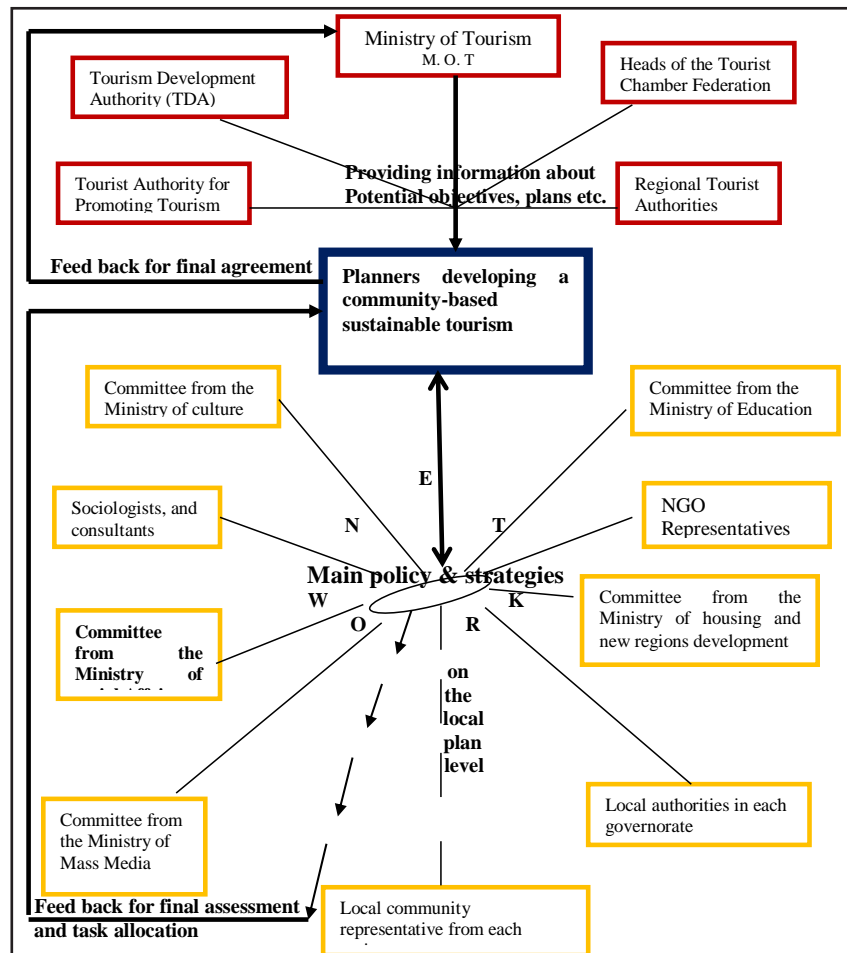 Ministry of Tourism
M. O. T
Tourism Development
Authority (TDA)
Heads of the Tourist
Chamber Federation
Providing information about
Potential objectives, plans etc.
Tourist Authority for
Promoting Tourism
Regional Tourist
Authorities
Feed back for final agreement
Planners developing a
community-based
sustainable tourism
Committee from the
Ministry of culture
Committee from the
Ministry of Education
E
N
T
Sociologists, and
consultants
NGO
Representatives
Main policy & strategies
W
K
O
R
Committee from the
Ministry of housing and
new regions development
Committee
from the
Ministry of
on
the
local
plan
level
Committee from
the Ministry of
Mass Media
Local authorities in each
governorate
Feed back for final assessment
and task allocation
Local community
representative from each